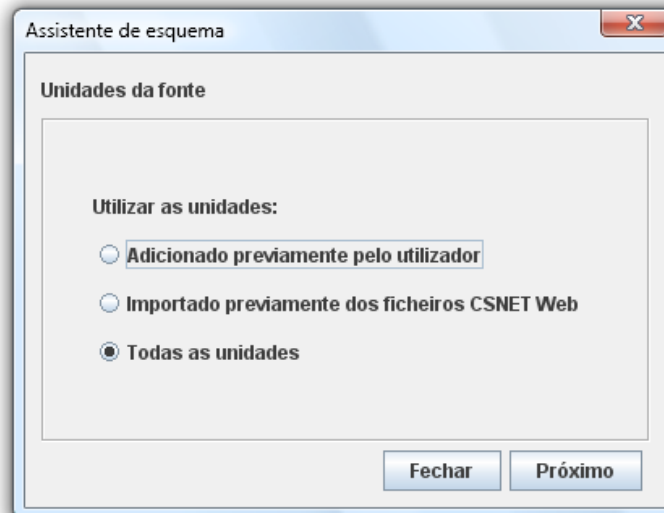 Assistente de esquema
Unidades da fonte
Utilizar as unidades:
Adicionado previamente pelo utilizador
Importado previamente dos ficheiros CSNET Web
Todas as unidades
Fechar Próximo